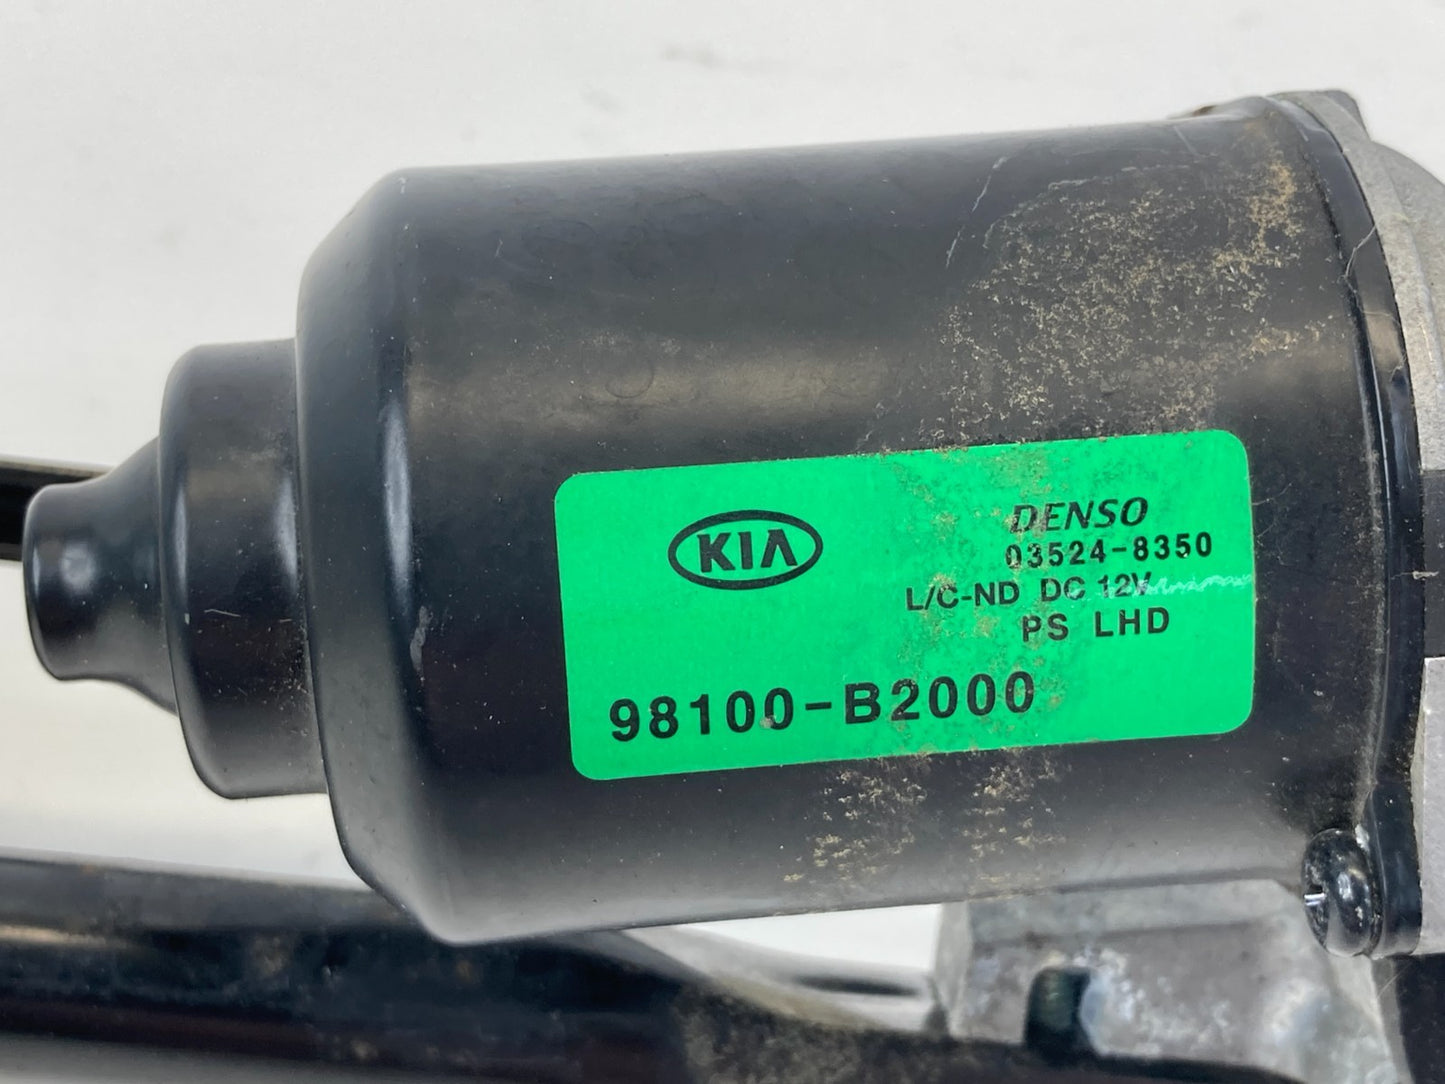 KIA
DENSO
03524-8350
L/C-ND DC 12V
PS LHD
98100-B2000